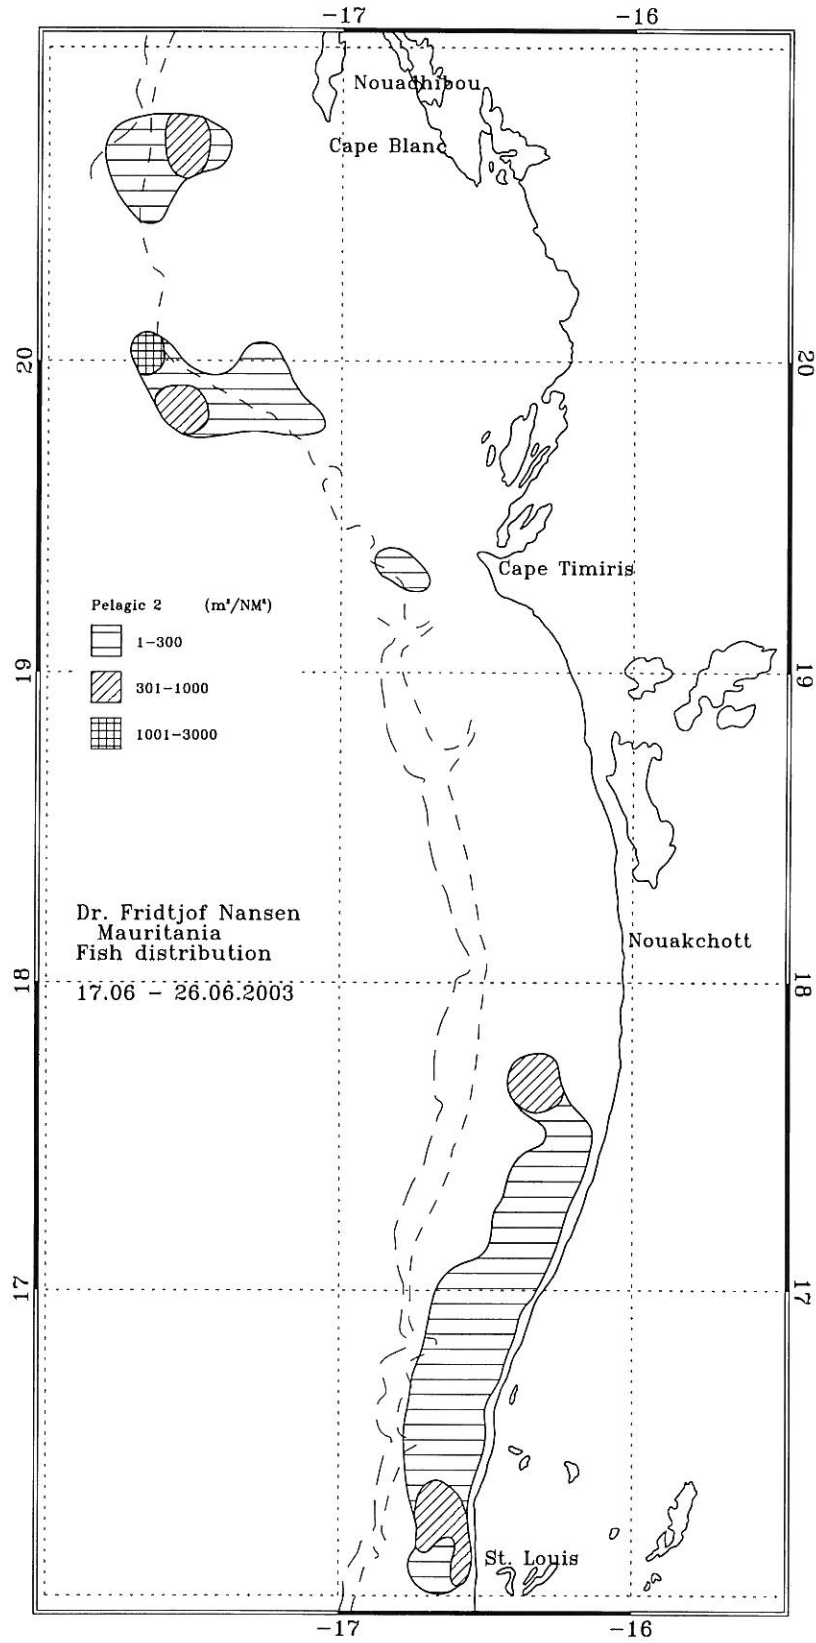 -17 -16
Nouadhibou
Cape Blanc
20 20
Cape Timiris
Pelagic 2 (m²/NM²)
1-300
19 19
301-1000
1001-3000
Dr. Fridtjof Nansen
Mauritania
Fish distribution
Nouakchott
18 18
17.06 - 26.06.2003
17 17
St. Louis
-17 -16